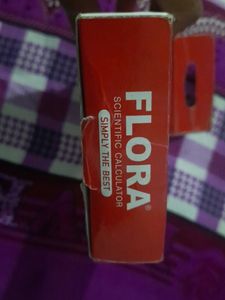 FLORA®
SCIENTIFIC CALCULATOR
SIMPLY THE BEST